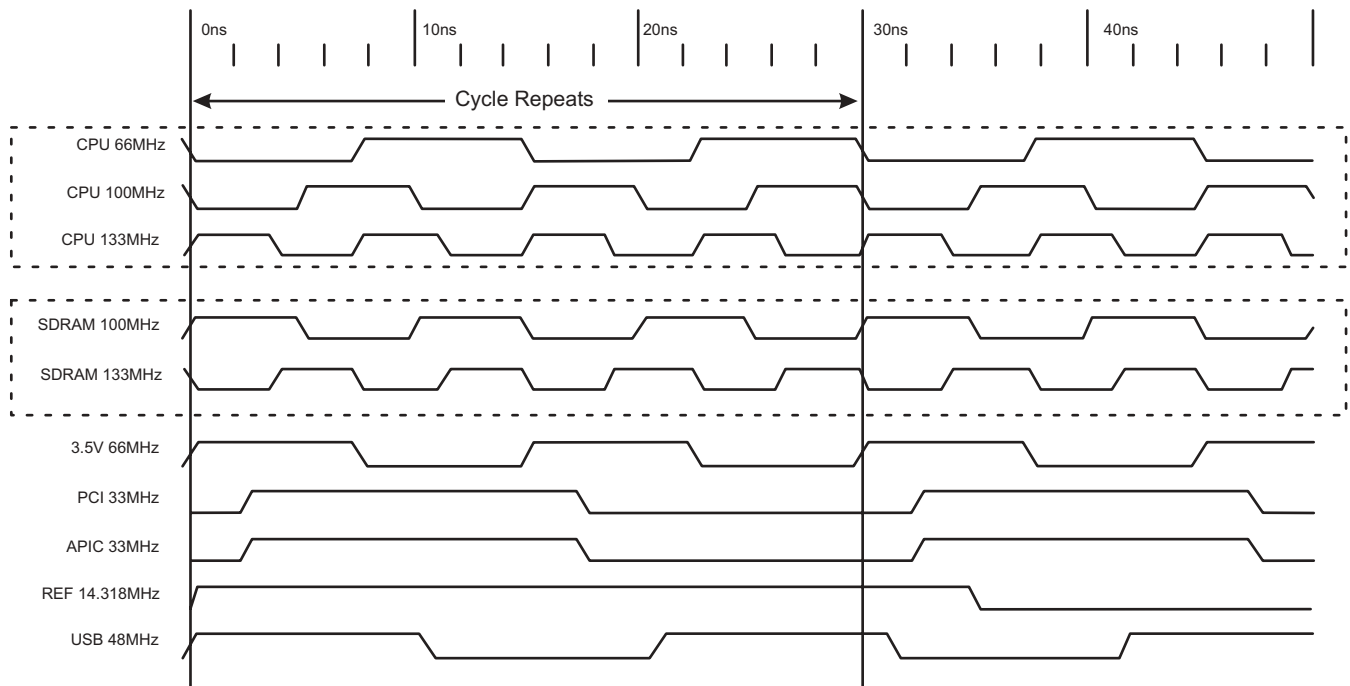 0ns 10ns 20ns 30ns 40ns
Cycle Repeats
CPU 66MHz
CPU 100MHz
CPU 133MHz
SDRAM 100MHz
SDRAM 133MHz
3.5V 66MHz
PCI 33MHz
APIC 33MHz
REF 14.318MHz
USB 48MHz